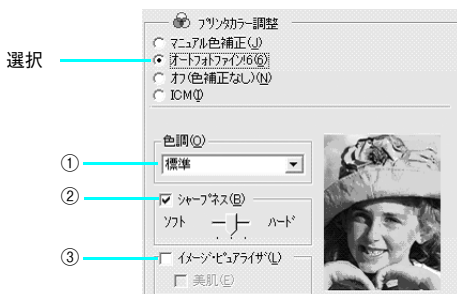 プリンタカラー調整
マニュアル色補正(J)
選択
オートフォトファイン!6(6)
オフ(色補正なし)(N)
ICM(I)
色調(O)
① 標準
② シャープネス(B)
ソフト ハード
③ イメージ・ピュアライザ(L)
美肌(E)